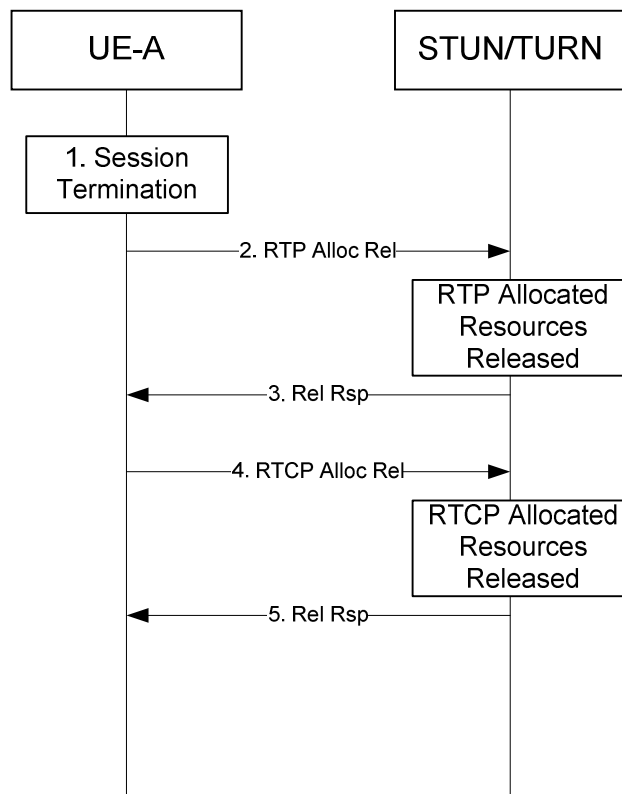 UE-A
STUN/TURN
1. Session
Termination
2. RTP Alloc Rel
RTP Allocated
Resources
Released
3. Rel Rsp
4. RTCP Alloc Rel
RTCP Allocated
Resources
Released
5. Rel Rsp